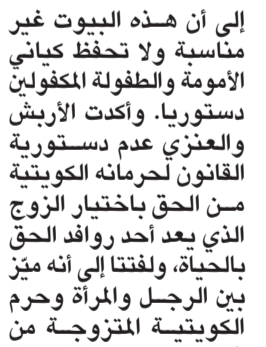 إلى أن هذه البيوت غير
مناسبة ولا تحفظ كياني
الأمومة والطفولة المكفولين
دستوريا. وأكدت الأربش
والعنزي عدم دستورية
القانون لحرمانه الكويتية
من الحق باختيار الزوج
الذي يعد أحد روافد الحق
بالحياة، ولفتتا إلى أنه ميّز
بين الرجل والمرأة وحرم
الكويتية المتزوجة من